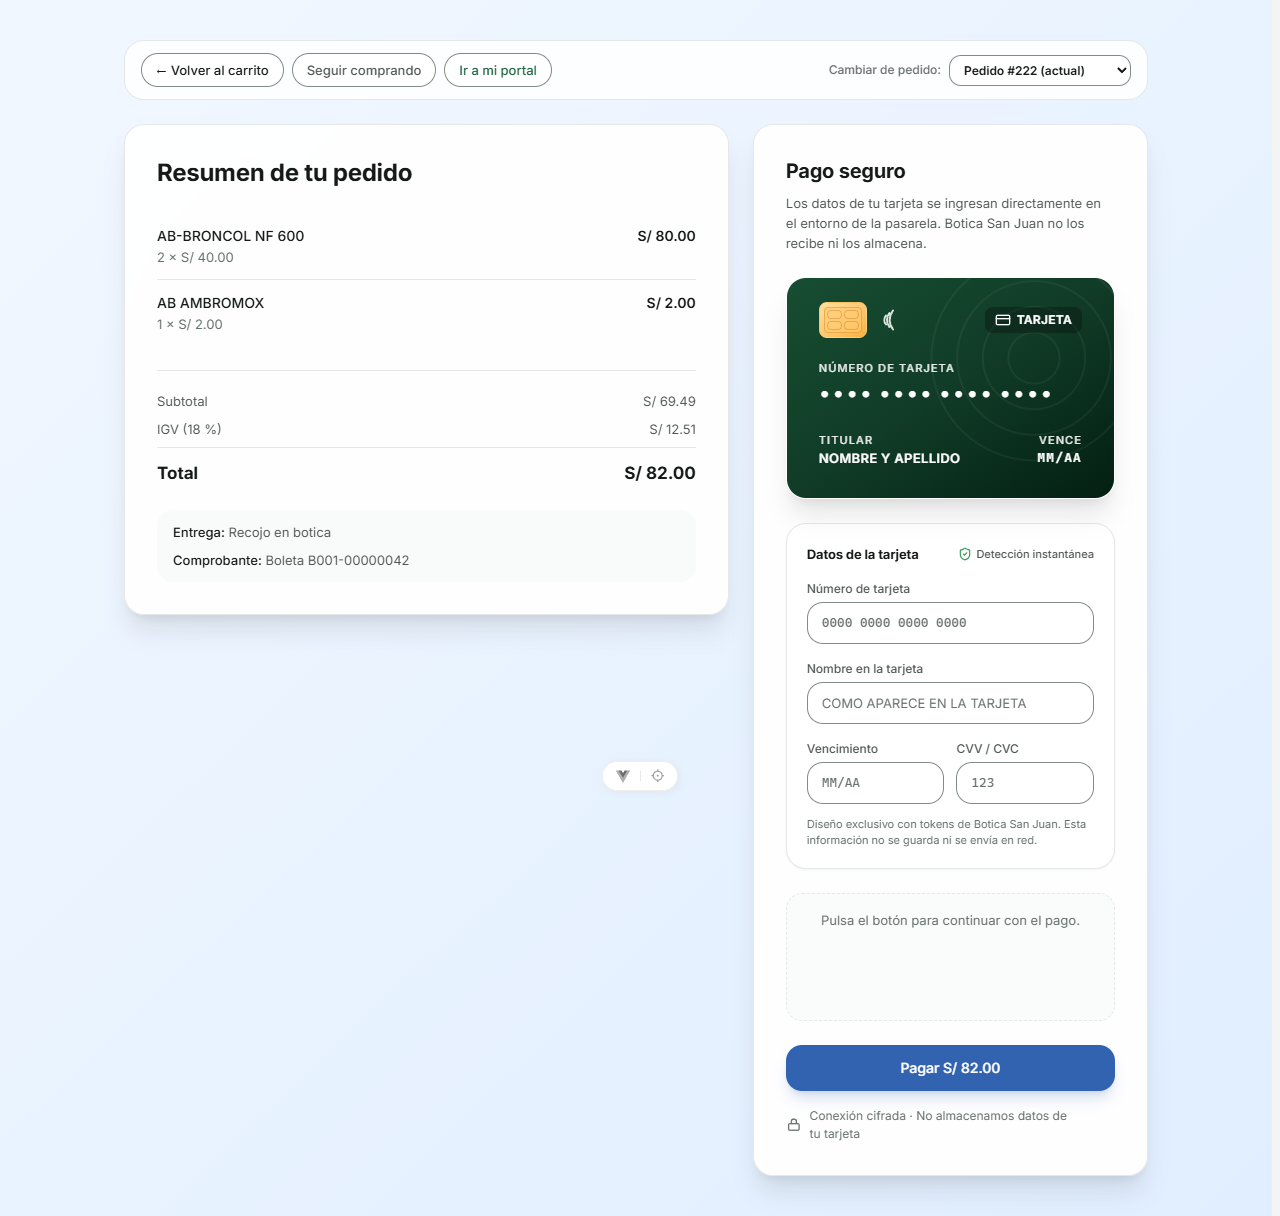 ← Volver al carrito
Seguir comprando
Ir a mi portal
Cambiar de pedido:
Pedido #222 (actual)
Resumen de tu pedido
AB-BRONCOL NF 600
S/ 80.00
2 × S/ 40.00
AB AMBROMOX
S/ 2.00
1 × S/ 2.00
Subtotal
S/ 69.49
IGV (18 %)
S/ 12.51
Total
S/ 82.00
Entrega: Recojo en botica
Comprobante: Boleta B001-00000042
Pago seguro
Los datos de tu tarjeta se ingresan directamente en
el entorno de la pasarela. Botica San Juan no los
recibe ni los almacena.
TARJETA
NÚMERO DE TARJETA
•••• •••• •••• ••••
TITULAR
VENCE
NOMBRE Y APELLIDO
MM/AA
Datos de la tarjeta
Detección instantánea
Número de tarjeta
0000 0000 0000 0000
Nombre en la tarjeta
COMO APARECE EN LA TARJETA
Vencimiento
CVV / CVC
MM/AA
123
Diseño exclusivo con tokens de Botica San Juan. Esta
información no se guarda ni se envía en red.
Pulsa el botón para continuar con el pago.
Pagar S/ 82.00
Conexión cifrada · No almacenamos datos de
tu tarjeta